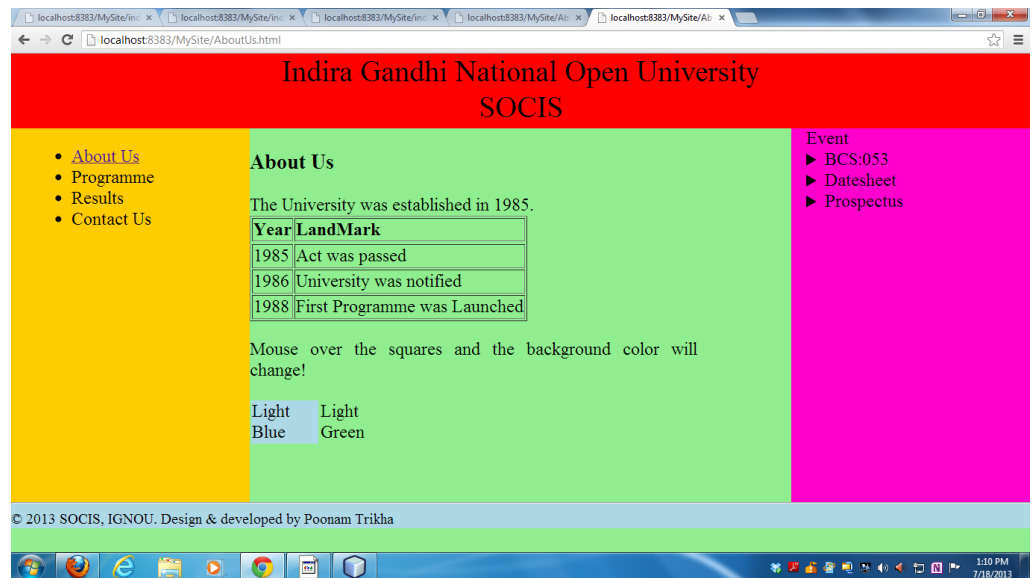 localhost:8383/MySite/ind
localhost:8383/MySite/ind
localhost:8383/MySite/ind
localhost:8383/MySite/Ab
localhost:8383/MySite/Ab
localhost:8383/MySite/AboutUs.html
Indira Gandhi National Open University
SOCIS
About Us
Programme
Results
Contact Us
About Us
The University was established in 1985.
Year LandMark
1985 Act was passed
1986 University was notified
1988 First Programme was Launched
Mouse over the squares and the background color will
change!
Light Blue
Light Green
Event
BCS:053
Datesheet
Prospectus
© 2013 SOCIS, IGNOU. Design & developed by Poonam Trikha
1:10 PM
7/18/2013